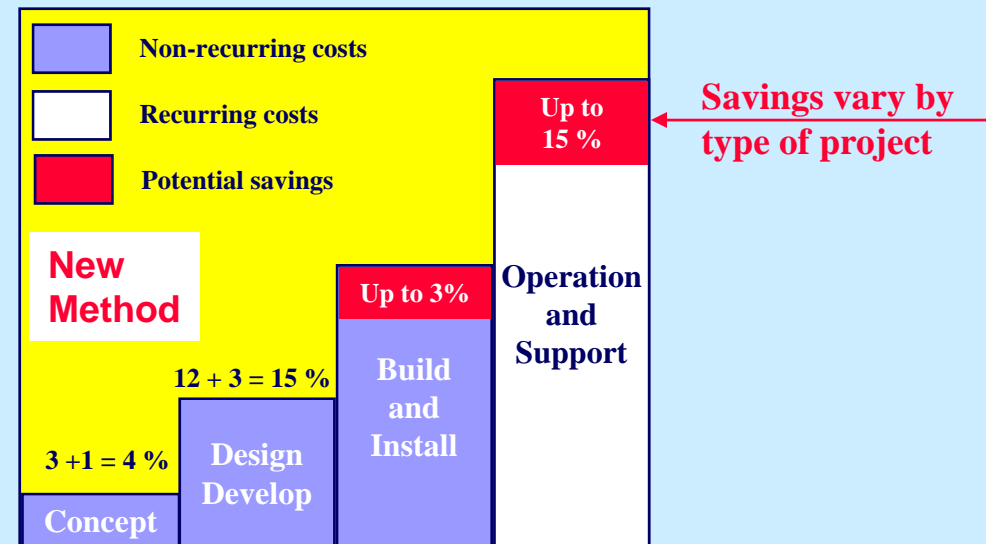 Non-recurring costs
Recurring costs
Potential savings
New
Method
3 +1 = 4 %
Concept
12 + 3 = 15 %
Design
Develop
Up to 3%
Build
and
Install
Up to
15 %
Operation
and
Support
Savings vary by
type of project